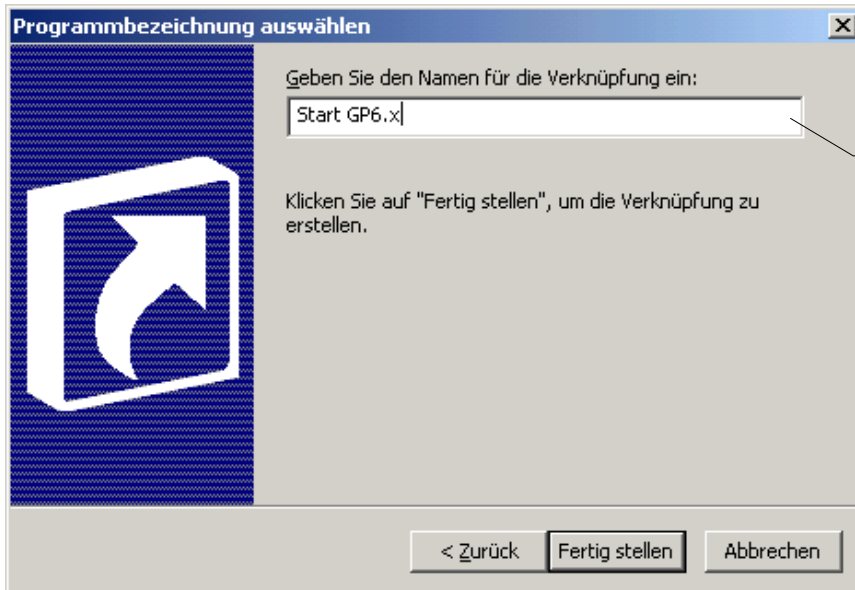 Programmbezeichnung auswählen
Geben Sie den Namen für die Verknüpfung ein:
Start GP6.x
Klicken Sie auf "Fertig stellen", um die Verknüpfung zu
erstellen.
< Zurück Fertig stellen Abbrechen